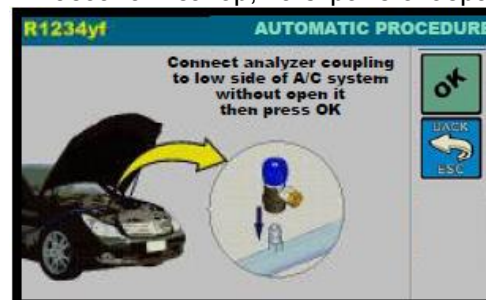 R1234yf
AUTOMATIC PROCEDURE
Connect analyzer coupling
to low side of A/C system
without open it
then press OK
OK
BACK
ESC